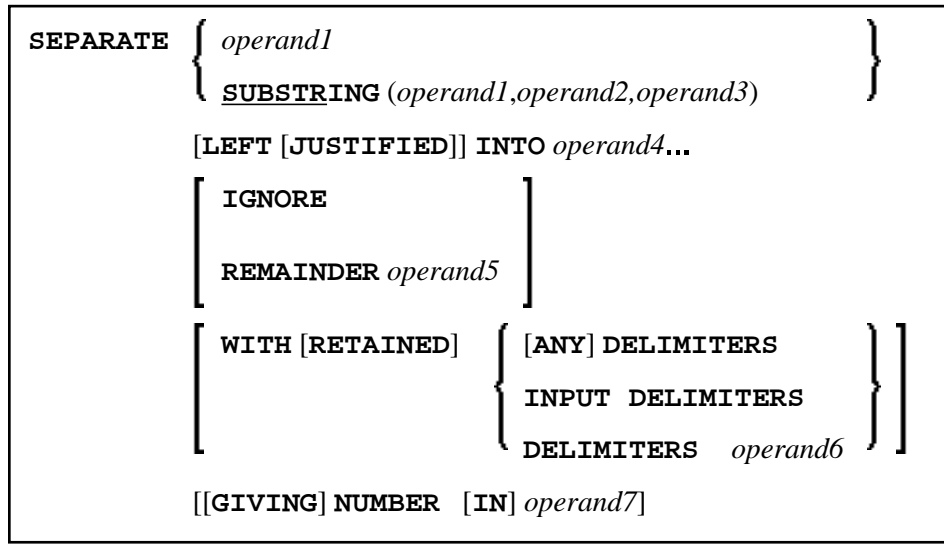 SEPARATE operand1
SUBSTRING (operand1,operand2,operand3)
[LEFT [JUSTIFIED]] INTO operand4...
IGNORE
REMAINDER operand5
WITH [RETAINED] [ANY] DELIMITERS
INPUT DELIMITERS
DELIMITERS operand6
[[GIVING] NUMBER [IN] operand7]